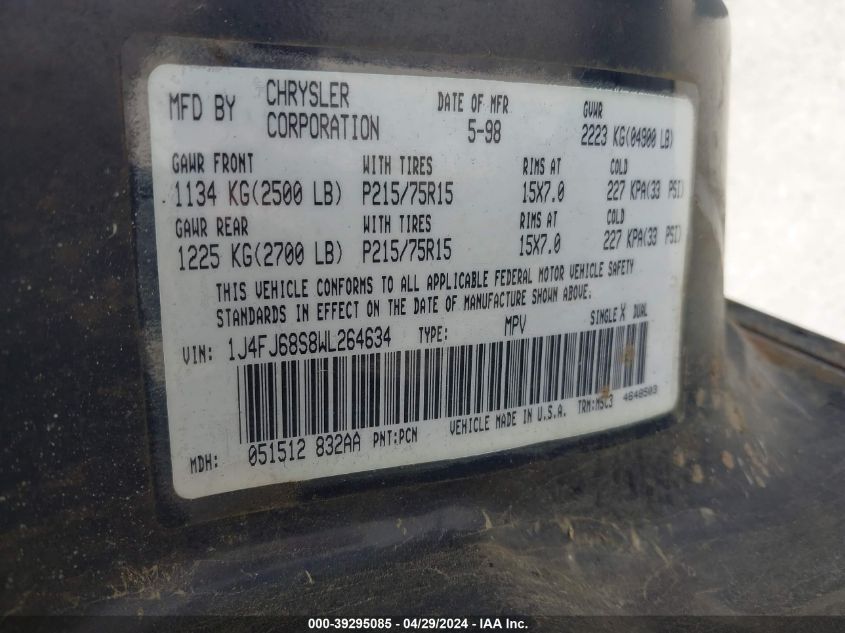 MFD BY CHRYSLER CORPORATION DATE OF MFR 5-98 GVWR 2223 KG(04900 LB)
GAWR FRONT WITH TIRES RIMS AT COLD
1134 KG(2500 LB) P215/75R15 15X7.0 227 KPA(33 PSI)
GAWR REAR WITH TIRES RIMS AT COLD
1225 KG(2700 LB) P215/75R15 15X7.0 227 KPA(33 PSI)
THIS VEHICLE CONFORMS TO ALL APPLICABLE FEDERAL MOTOR VEHICLE SAFETY
STANDARDS IN EFFECT ON THE DATE OF MANUFACTURE SHOWN ABOVE.
VIN: 1J4FJ68S8WL264634 TYPE: MPV SINGLE X DUAL
MDH: 051512 832AA PNT:PCN VEHICLE MADE IN U.S.A. TRM:M5C3 4648503
000-39295085 - 04/29/2024 - IAA Inc.